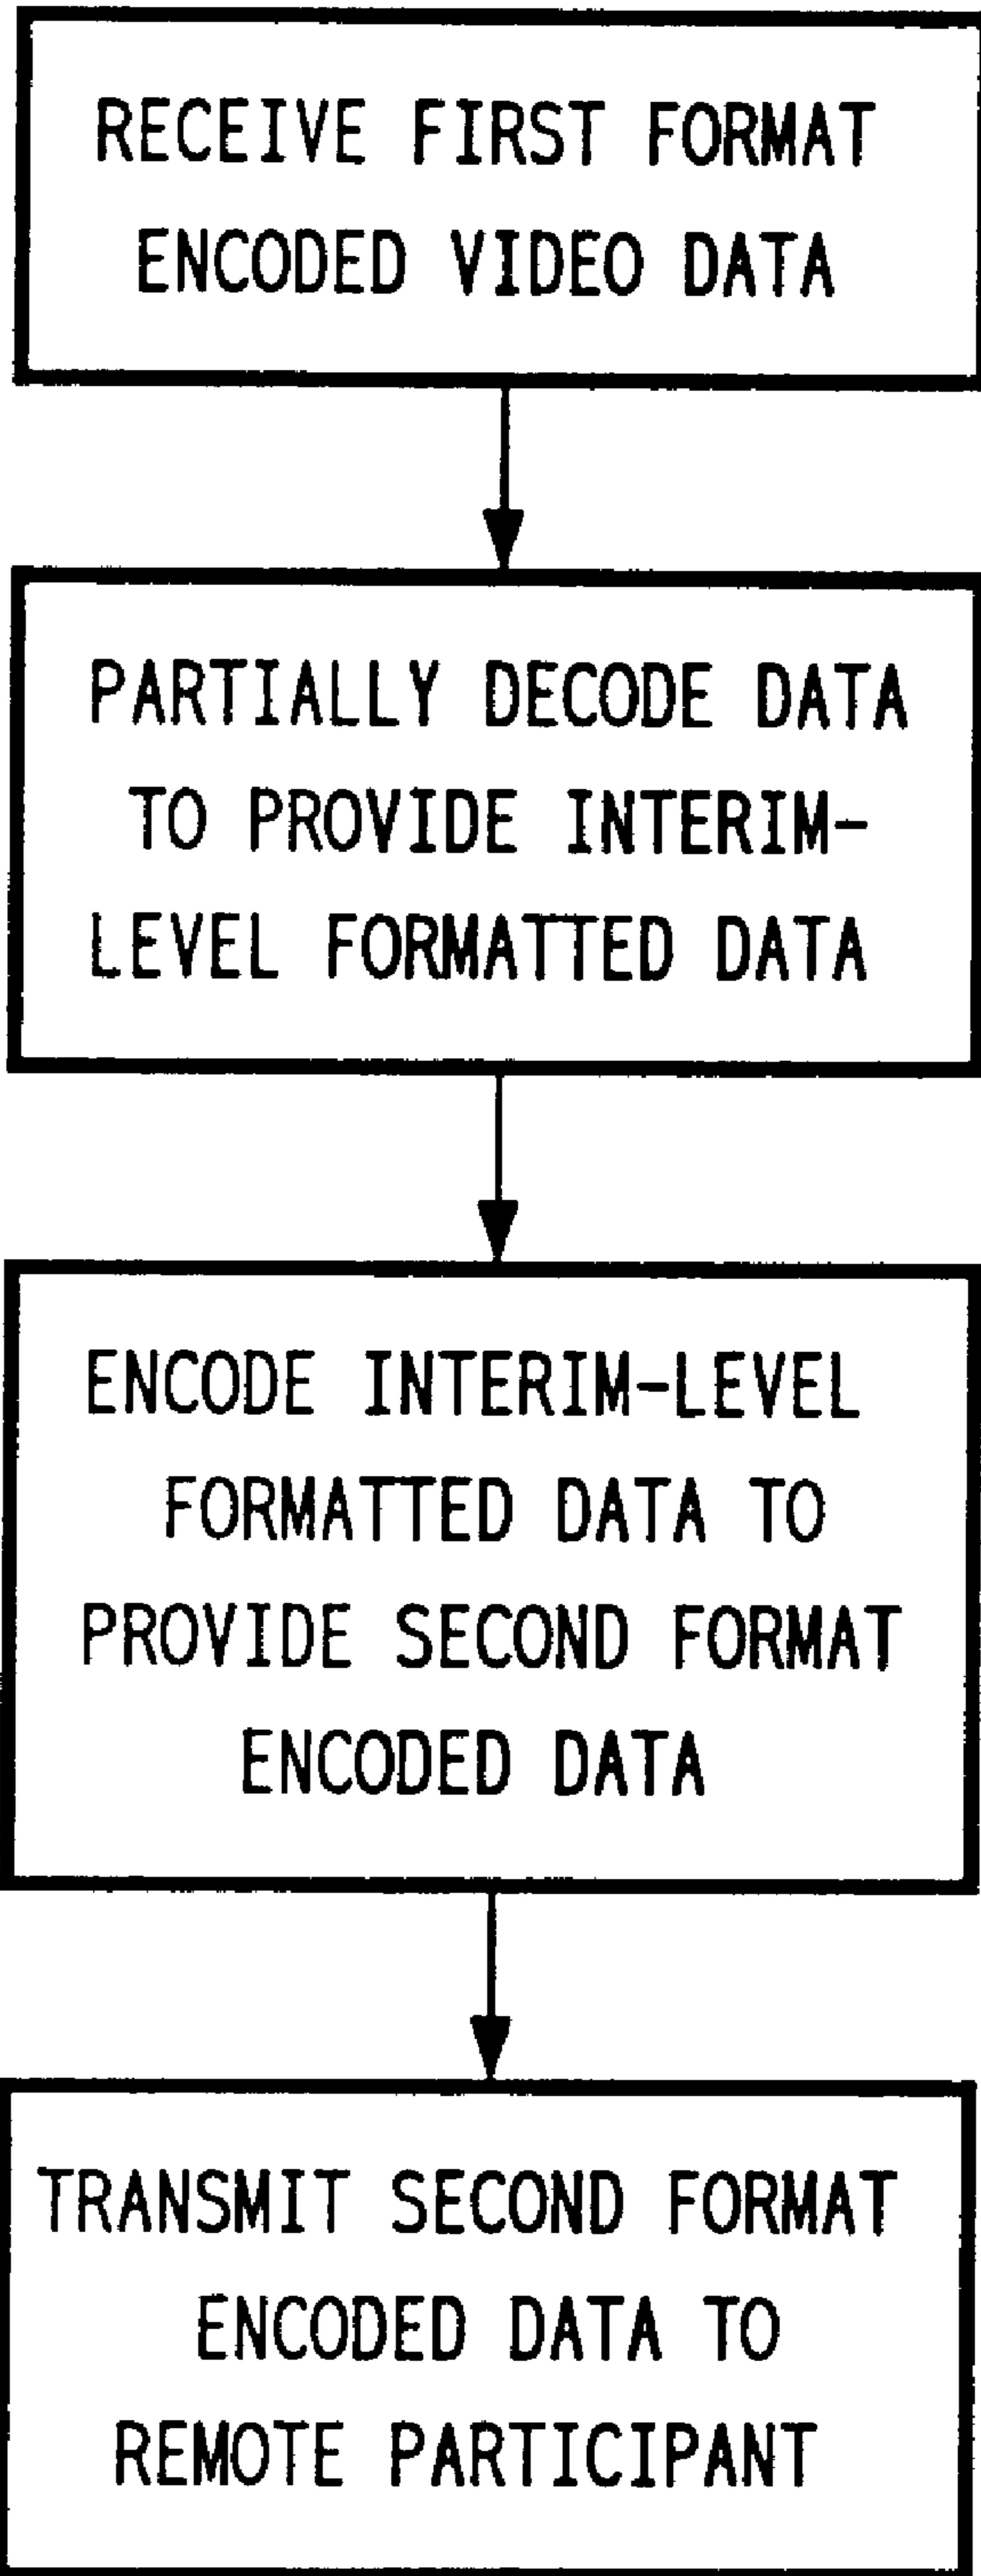 RECEIVE FIRST FORMAT
ENCODED VIDEO DATA
PARTIALLY DECODE DATA
TO PROVIDE INTERIM-
LEVEL FORMATTED DATA
ENCODE INTERIM-LEVEL
FORMATTED DATA TO
PROVIDE SECOND FORMAT
ENCODED DATA
TRANSMIT SECOND FORMAT
ENCODED DATA TO
REMOTE PARTICIPANT